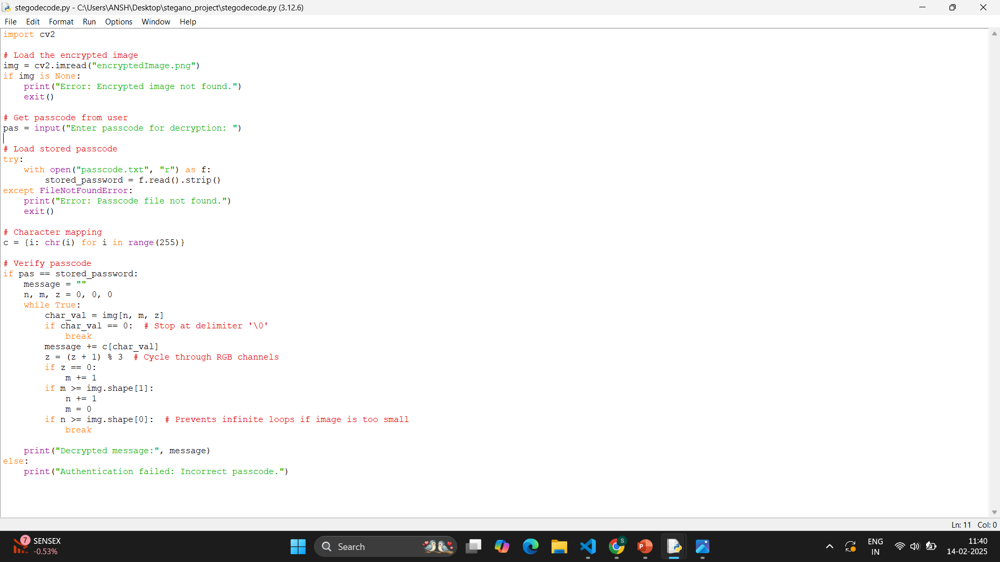 stegodecode.py - C:\Users\ANSH\Desktop\stegano_project\stegodecode.py (3.12.6)
File Edit Format Run Options Window Help
import cv2

# Load the encrypted image
img = cv2.imread("encryptedImage.png")
if img is None:
    print("Error: Encrypted image not found.")
    exit()

# Get passcode from user
pas = input("Enter passcode for decryption: ")

# Load stored passcode
try:
    with open("passcode.txt", "r") as f:
        stored_password = f.read().strip()
except FileNotFoundError:
    print("Error: Passcode file not found.")
    exit()

# Character mapping
c = {i: chr(i) for i in range(255)}

# Verify passcode
if pas == stored_password:
    message = ""
    n, m, z = 0, 0, 0
    while True:
        char_val = img[n, m, z]
        if char_val == 0:  # Stop at delimiter '\0'
            break
        message += c[char_val]
        z = (z + 1) % 3  # Cycle through RGB channels
        if z == 0:
            m += 1
        if m >= img.shape[1]:
            n += 1
            m = 0
        if n >= img.shape[0]:  # Prevents infinite loops if image is too small
            break

    print("Decrypted message:", message)
else:
    print("Authentication failed: Incorrect passcode.")
Ln: 11 Col: 0
7 SENSEX
-0.53%
Search
S
P
ENG
IN
11:40
14-02-2025